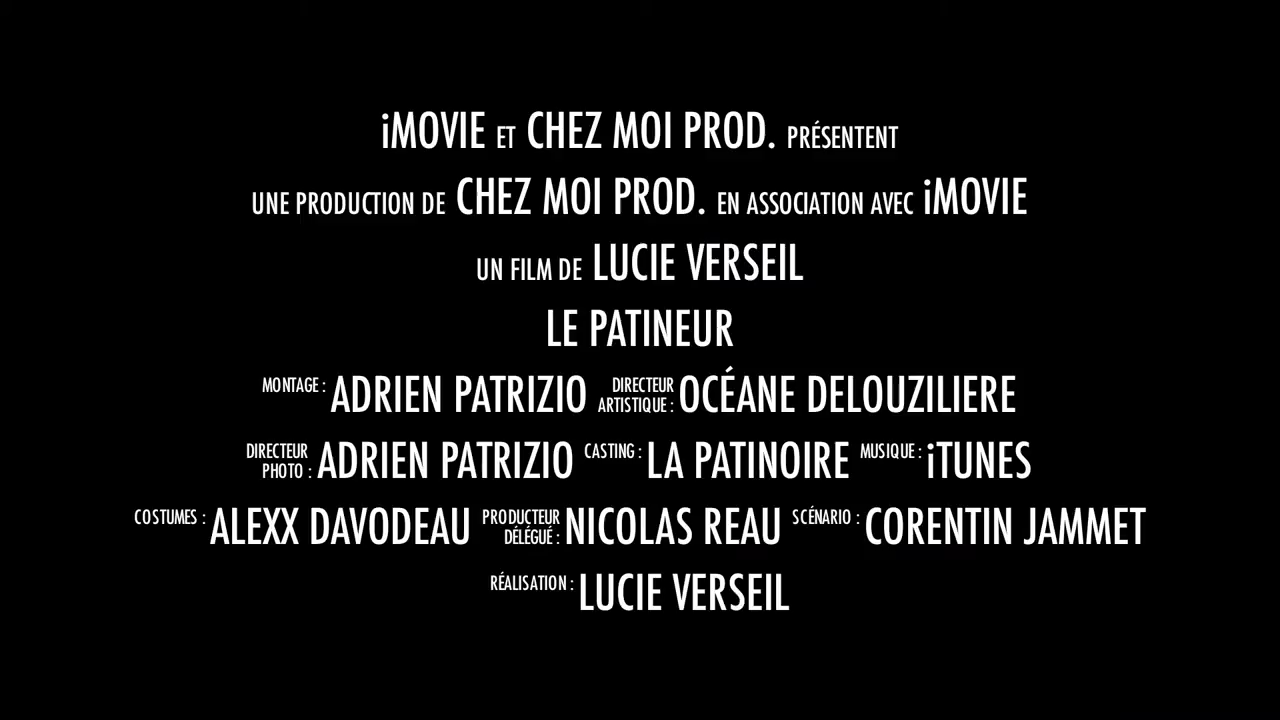 iMOVIE ET CHEZ MOI PROD. PRÉSENTENT
UNE PRODUCTION DE CHEZ MOI PROD. EN ASSOCIATION AVEC iMOVIE
UN FILM DE LUCIE VERSEIL
LE PATINEUR
MONTAGE : ADRIEN PATRIZIO DIRECTEUR ARTISTIQUE : OCÉANE DELOUZILIERE
DIRECTEUR PHOTO : ADRIEN PATRIZIO CASTING : LA PATINOIRE MUSIQUE : iTUNES
COSTUMES : ALEXX DAVODEAU PRODUCTEUR DÉLÉGUÉ : NICOLAS REAU SCÉNARIO : CORENTIN JAMMET
RÉALISATION : LUCIE VERSEIL